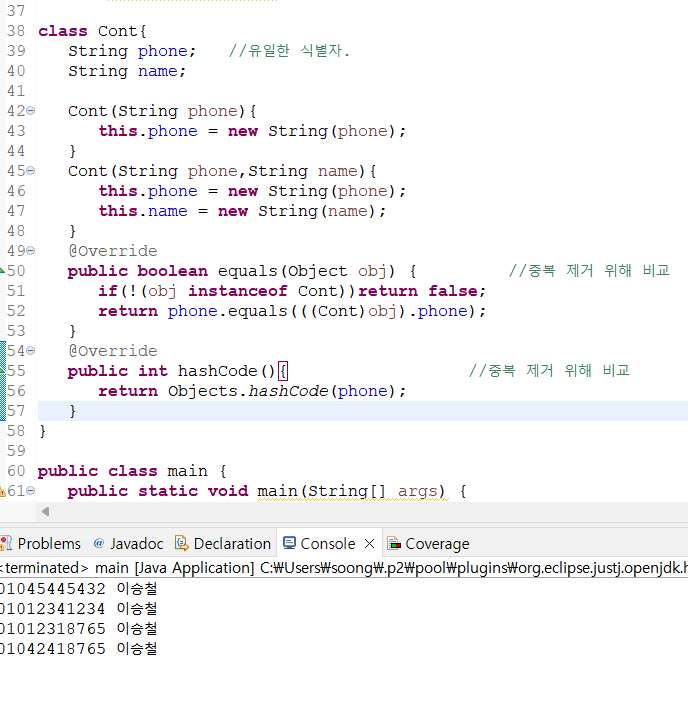 37
38 class Cont{
39 String phone; //유일한 식별자.
40 String name;
41
42 Cont(String phone){
43 this.phone = new String(phone);
44 }
45 Cont(String phone,String name){
46 this.phone = new String(phone);
47 this.name = new String(name);
48 }
49 @Override
50 public boolean equals(Object obj) { //중복 제거 위해 비교
51 if(!(obj instanceof Cont))return false;
52 return phone.equals(((Cont)obj).phone);
53 }
54 @Override
55 public int hashCode(){ //중복 제거 위해 비교
56 return Objects.hashCode(phone);
57 }
58 }
59
60 public class main {
61 public static void main(String[] args) {
Problems @ Javadoc Declaration Console Coverage
<terminated> main [Java Application] C:₩Users₩soong₩.p2₩pool₩plugins₩org.eclipse.justj.openjdk.h
01045445432 이승철
01012341234 이승철
01012318765 이승철
01042418765 이승철